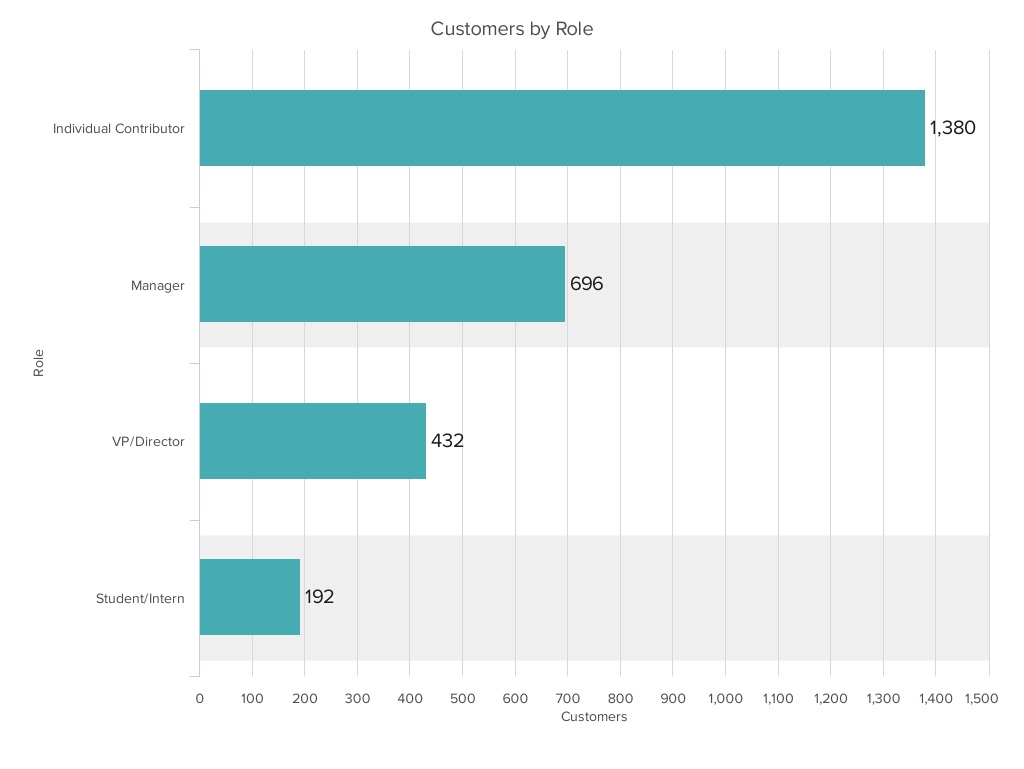 Customers by Role
Individual Contributor
1,380
Manager
696
Role
VP/Director
432
Student/Intern
192
0 100 200 300 400 500 600 700 800 900 1,000 1,100 1,200 1,300 1,400 1,500
Customers